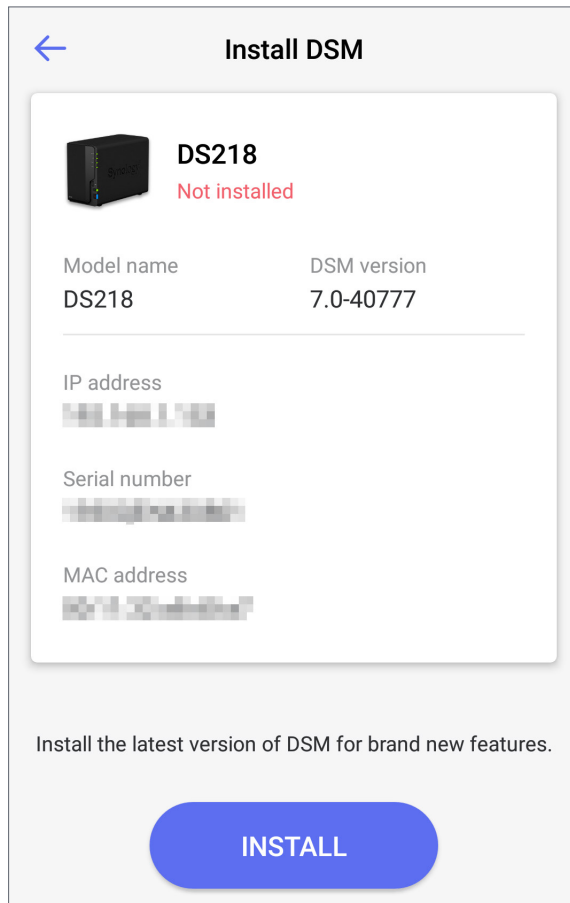 Install DSM
Synology
DS218
Not installed
Model name
DSM version
DS218
7.0-40777
IP address
Serial number
MAC address
Install the latest version of DSM for brand new features.
INSTALL